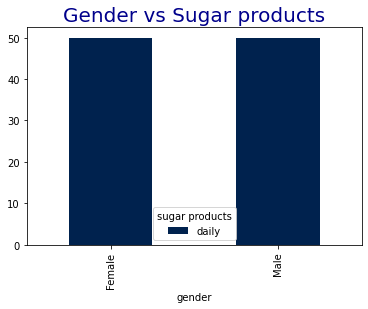 Gender vs Sugar products
50
40
30
20
10
0
sugar products
daily
Female
Male
gender